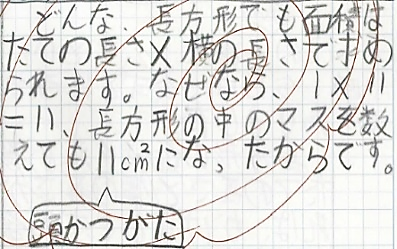 どんな長方形でも面積は
たての長さ×横の長さでもとめ
られます。なぜなら、1×11
=11、長方形の中のマスを数
えても11cm²になったからです。
頭かつがた